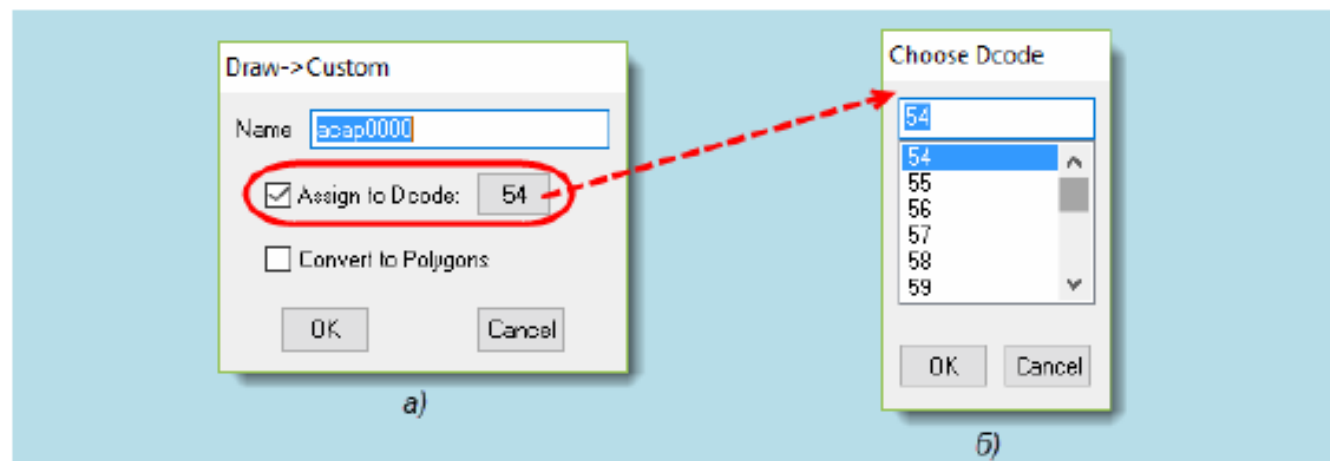 Draw->Custom
Name acap0000
Assign to Dcode: 54
Convert to Polygons
OK Cancel
а)
Choose Dcode
54
54
55
56
57
58
59
OK Cancel
б)